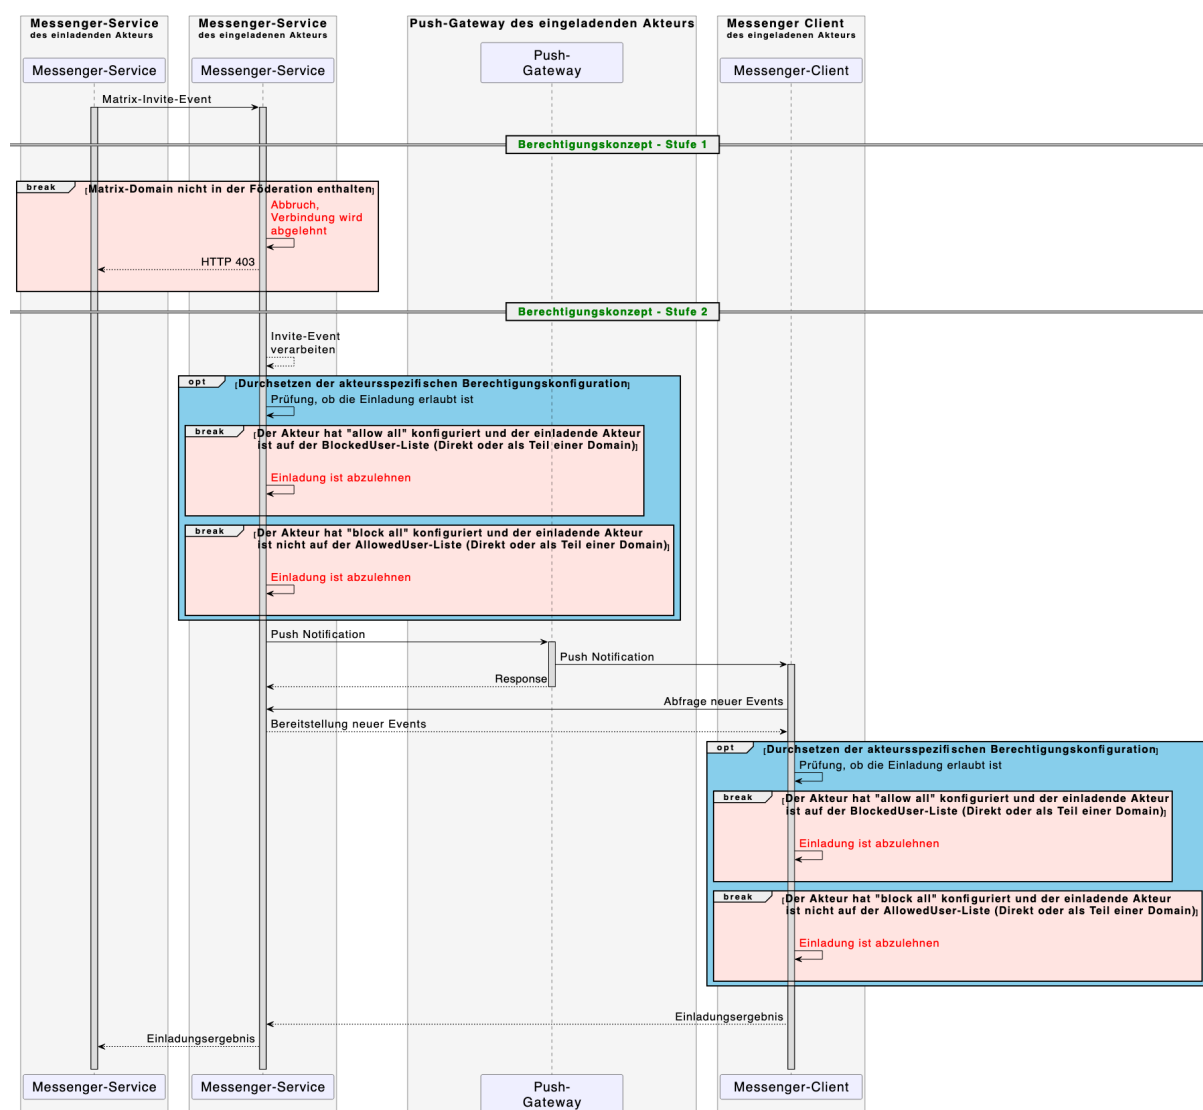 Messenger-Service
des einladenden Akteurs
Messenger-Service
des eingeladenen Akteurs
Push-Gateway des eingeladenden Akteurs
Messenger Client
des eingeladenen Akteurs
Messenger-Service
Messenger-Service
Push-
Gateway
Messenger-Client
Matrix-Invite-Event
Berechtigungskonzept - Stufe 1
break
[Matrix-Domain nicht in der Föderation enthalten]
Abbruch,
Verbindung wird
abgelehnt
HTTP 403
Berechtigungskonzept - Stufe 2
Invite-Event
verarbeiten
opt
[Durchsetzen der akteursspezifischen Berechtigungskonfiguration]
Prüfung, ob die Einladung erlaubt ist
break
[Der Akteur hat "allow all" konfiguriert und der einladende Akteur
ist auf der BlockedUser-Liste (Direkt oder als Teil einer Domain)]
Einladung ist abzulehnen
break
[Der Akteur hat "block all" konfiguriert und der einladende Akteur
ist nicht auf der AllowedUser-Liste (Direkt oder als Teil einer Domain)]
Einladung ist abzulehnen
Push Notification
Push Notification
Response
Abfrage neuer Events
Bereitstellung neuer Events
opt
[Durchsetzen der akteursspezifischen Berechtigungskonfiguration]
Prüfung, ob die Einladung erlaubt ist
break
[Der Akteur hat "allow all" konfiguriert und der einladende Akteur
ist auf der BlockedUser-Liste (Direkt oder als Teil einer Domain)]
Einladung ist abzulehnen
break
[Der Akteur hat "block all" konfiguriert und der einladende Akteur
ist nicht auf der AllowedUser-Liste (Direkt oder als Teil einer Domain)]
Einladung ist abzulehnen
Einladungsergebnis
Einladungsergebnis
Messenger-Service
Messenger-Service
Push-
Gateway
Messenger-Client